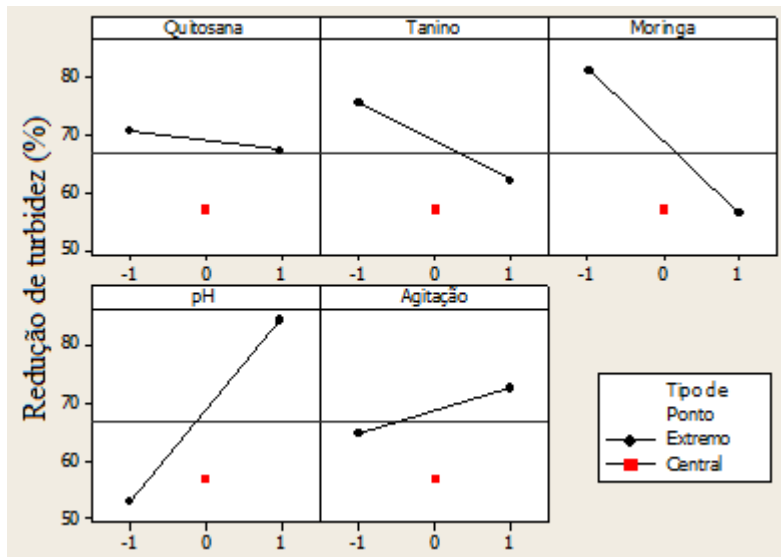 Quitosana Tanino Moringa
80
70
60
50
-1 0 1 -1 0 1 -1 0 1
pH Agitação
80
70
60
50
-1 0 1 -1 0 1
Redução de turbidez (%)
Tipo de
Ponto
Extremo
Central